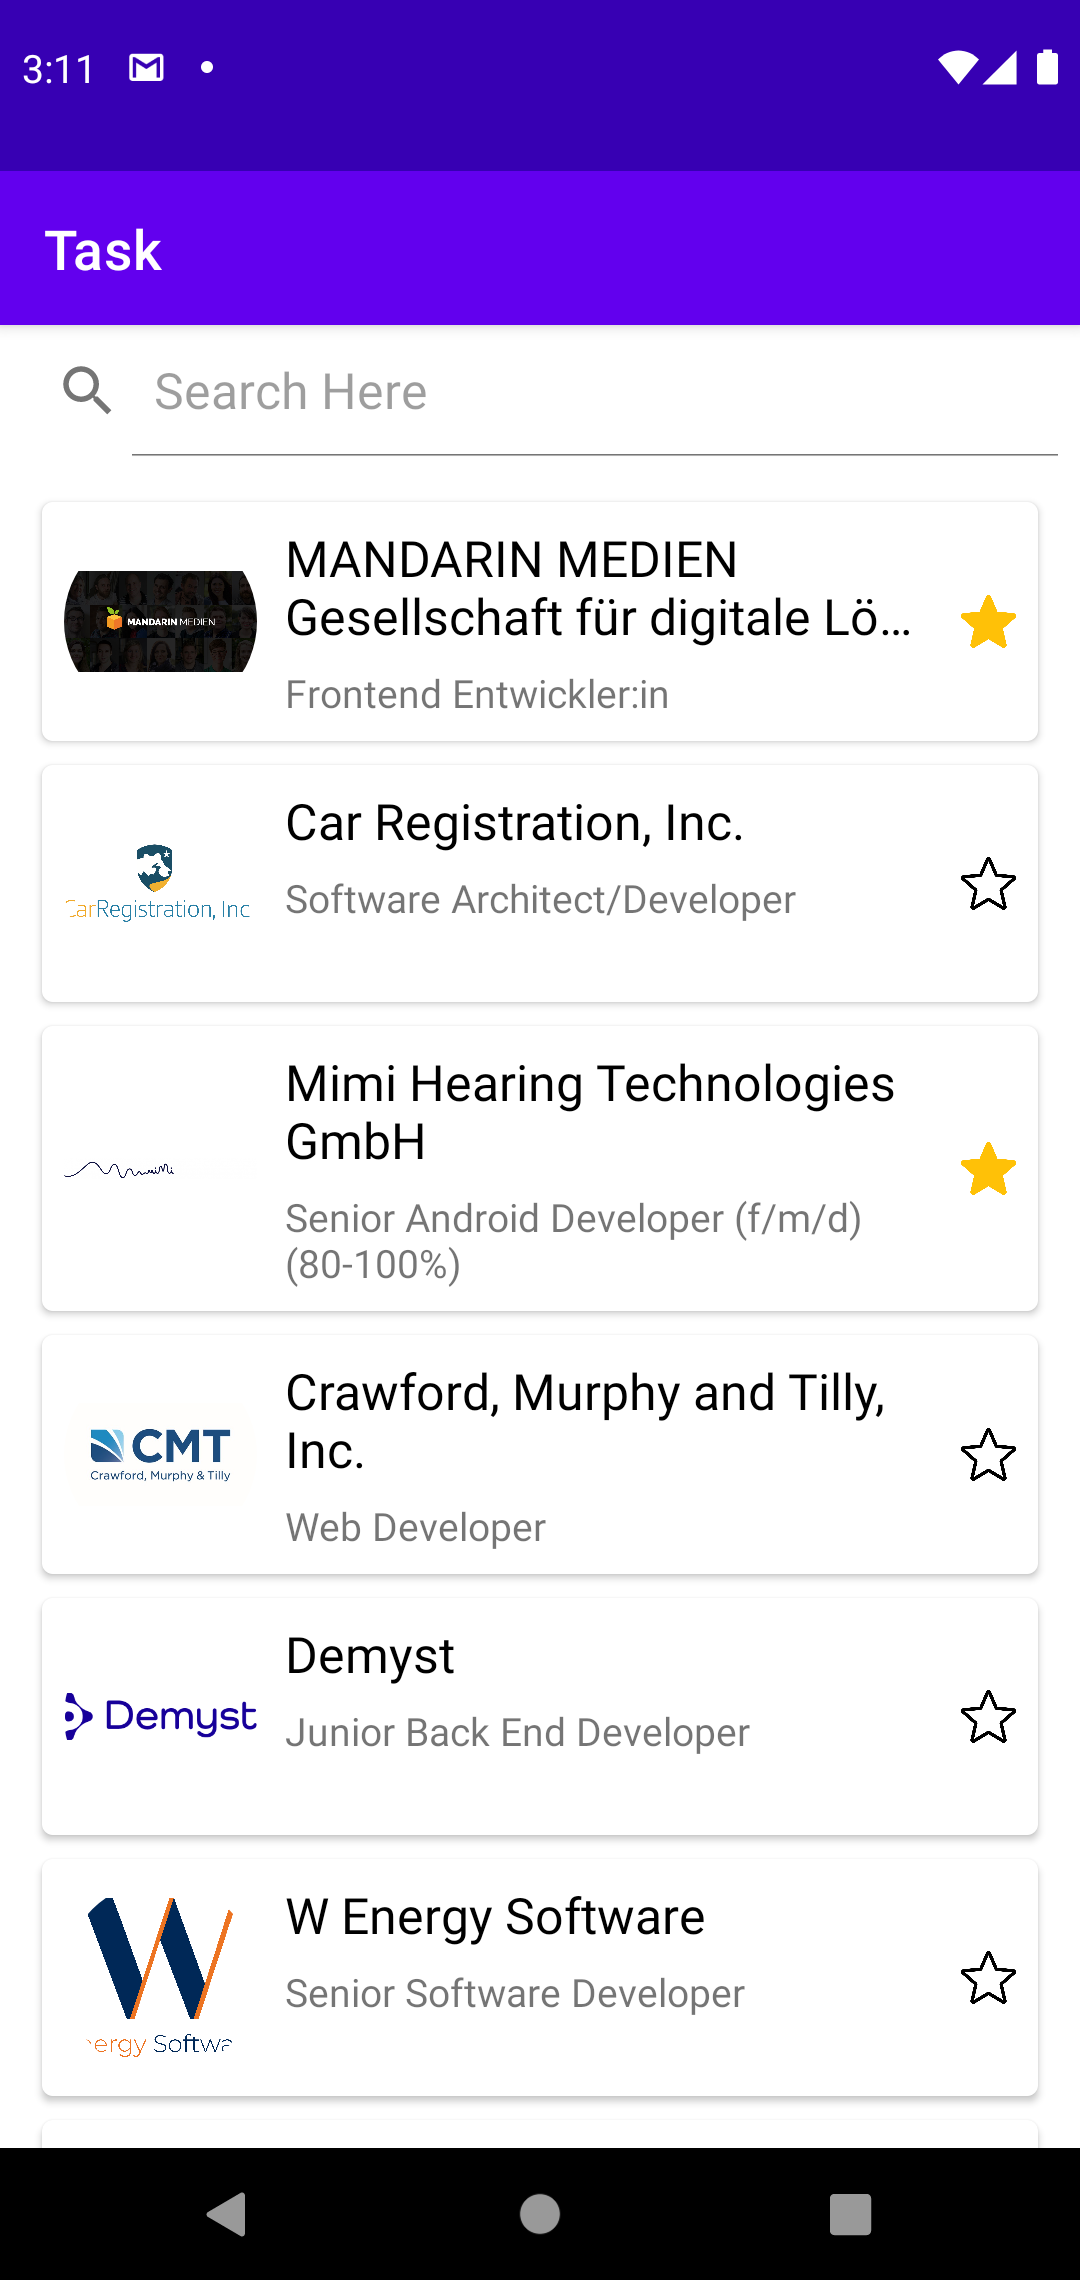 3:11
Task
Search Here
MANDARIN MEDIEN
MANDARIN MEDIEN
Gesellschaft für digitale Lö...
Frontend Entwickler:in
CarRegistration, Inc
Car Registration, Inc.
Software Architect/Developer
mimi
Mimi Hearing Technologies
GmbH
Senior Android Developer (f/m/d)
(80-100%)
CMT
Crawford, Murphy & Tilly
Crawford, Murphy and Tilly,
Inc.
Web Developer
Demyst
Demyst
Junior Back End Developer
W
ergy Softwa
W Energy Software
Senior Software Developer